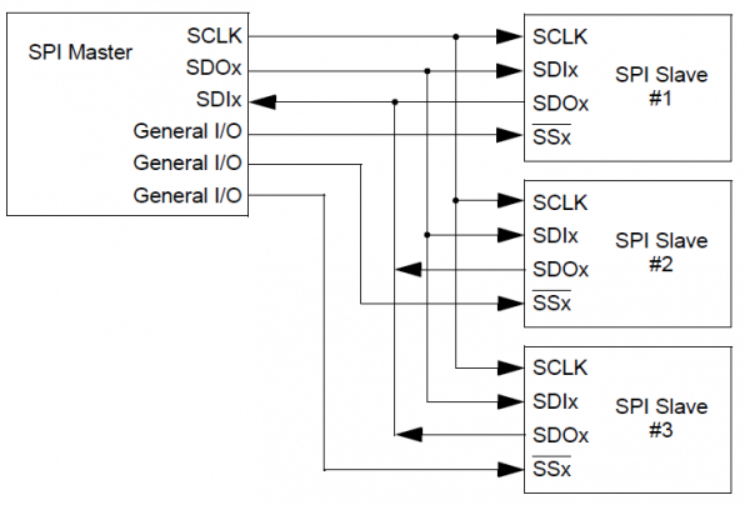 SPI Master
SCLK
SDOx
SDIx
General I/O
General I/O
General I/O
SCLK
SDIx
SDOx
SSx
SPI Slave
#1
SCLK
SDIx
SDOx
SSx
SPI Slave
#2
SCLK
SDIx
SDOx
SSx
SPI Slave
#3